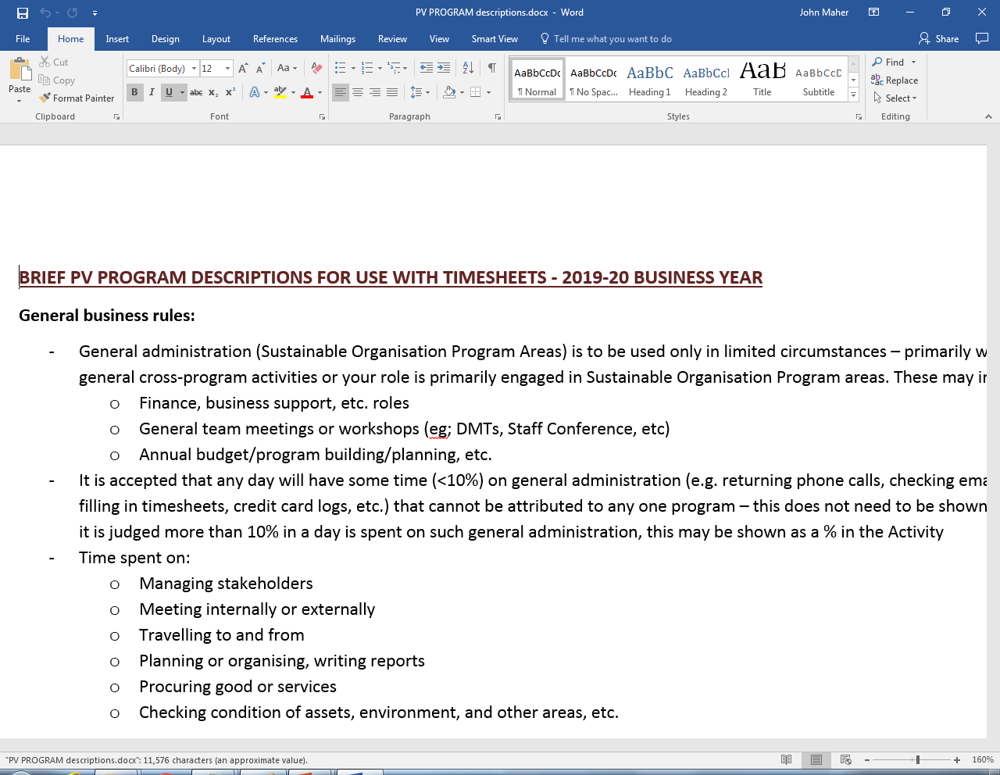 PV PROGRAM descriptions.docx - Word
John Maher
File Home Insert Design Layout References Mailings Review View Smart View Tell me what you want to do Share
Paste
Cut
Copy
Format Painter
Clipboard
Calibri (Body) 12
B I U abc
Font
Paragraph
AaBbCcDc AaBbCcDc AaBbC AaBbCcI AaB AaBbCcD
¶ Normal ¶ No Spac... Heading 1 Heading 2 Title Subtitle
Styles
Find
Replace
Select
Editing
BRIEF PV PROGRAM DESCRIPTIONS FOR USE WITH TIMESHEETS - 2019-20 BUSINESS YEAR
General business rules:
- General administration (Sustainable Organisation Program Areas) is to be used only in limited circumstances – primarily
general cross-program activities or your role is primarily engaged in Sustainable Organisation Program areas. These may
o Finance, business support, etc. roles
o General team meetings or workshops (eg; DMTs, Staff Conference, etc)
o Annual budget/program building/planning, etc.
- It is accepted that any day will have some time (<10%) on general administration (e.g. returning phone calls, checking
filling in timesheets, credit card logs, etc.) that cannot be attributed to any one program – this does not need to be shown
it is judged more than 10% in a day is spent on such general administration, this may be shown as a % in the Activity
- Time spent on:
o Managing stakeholders
o Meeting internally or externally
o Travelling to and from
o Planning or organising, writing reports
o Procuring good or services
o Checking condition of assets, environment, and other areas, etc.
"PV PROGRAM descriptions.docx": 11,576 characters (an approximate value).
160%